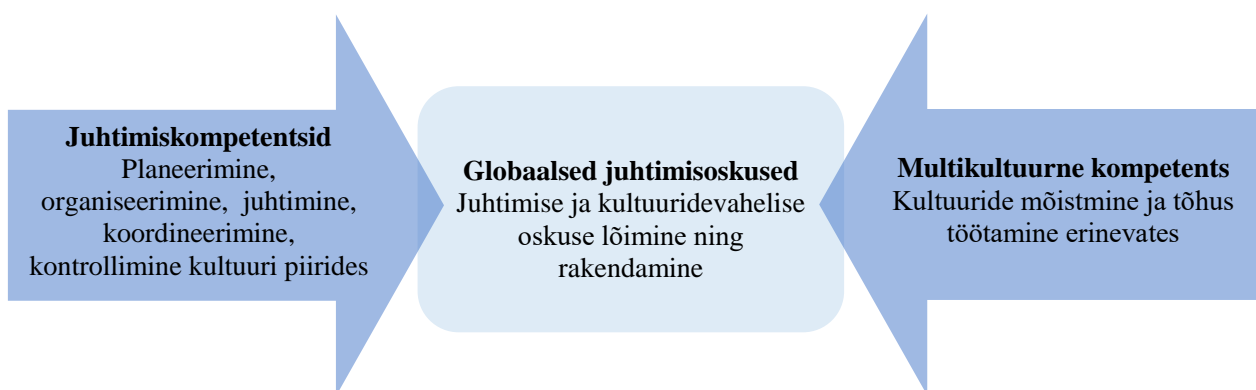 Juhtimiskompetentsid
Planeerimine,
organiseerimine, juhtimine,
koordineerimine,
kontrollimine kultuuri piirides
Globaalsed juhtimisoskused
Juhtimise ja kultuuridevahelise
oskuse lõimine ning
rakendamine
Multikultuurne kompetents
Kultuuride mõistmine ja tõhus
töötamine erinevates